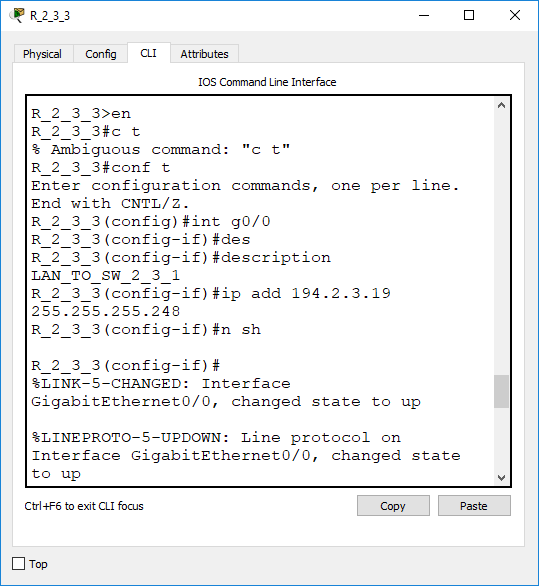 R_2_3_3
Physical Config CLI Attributes
IOS Command Line Interface
R_2_3_3>en
R_2_3_3#c t
% Ambiguous command: "c t"
R_2_3_3#conf t
Enter configuration commands, one per line.
End with CNTL/Z.
R_2_3_3(config)#int g0/0
R_2_3_3(config-if)#des
R_2_3_3(config-if)#description
LAN_TO_SW_2_3_1
R_2_3_3(config-if)#ip add 194.2.3.19
255.255.255.248
R_2_3_3(config-if)#n sh
R_2_3_3(config-if)#
%LINK-5-CHANGED: Interface
GigabitEthernet0/0, changed state to up
%LINEPROTO-5-UPDOWN: Line protocol on
Interface GigabitEthernet0/0, changed state
to up
Ctrl+F6 to exit CLI focus Copy Paste
Top